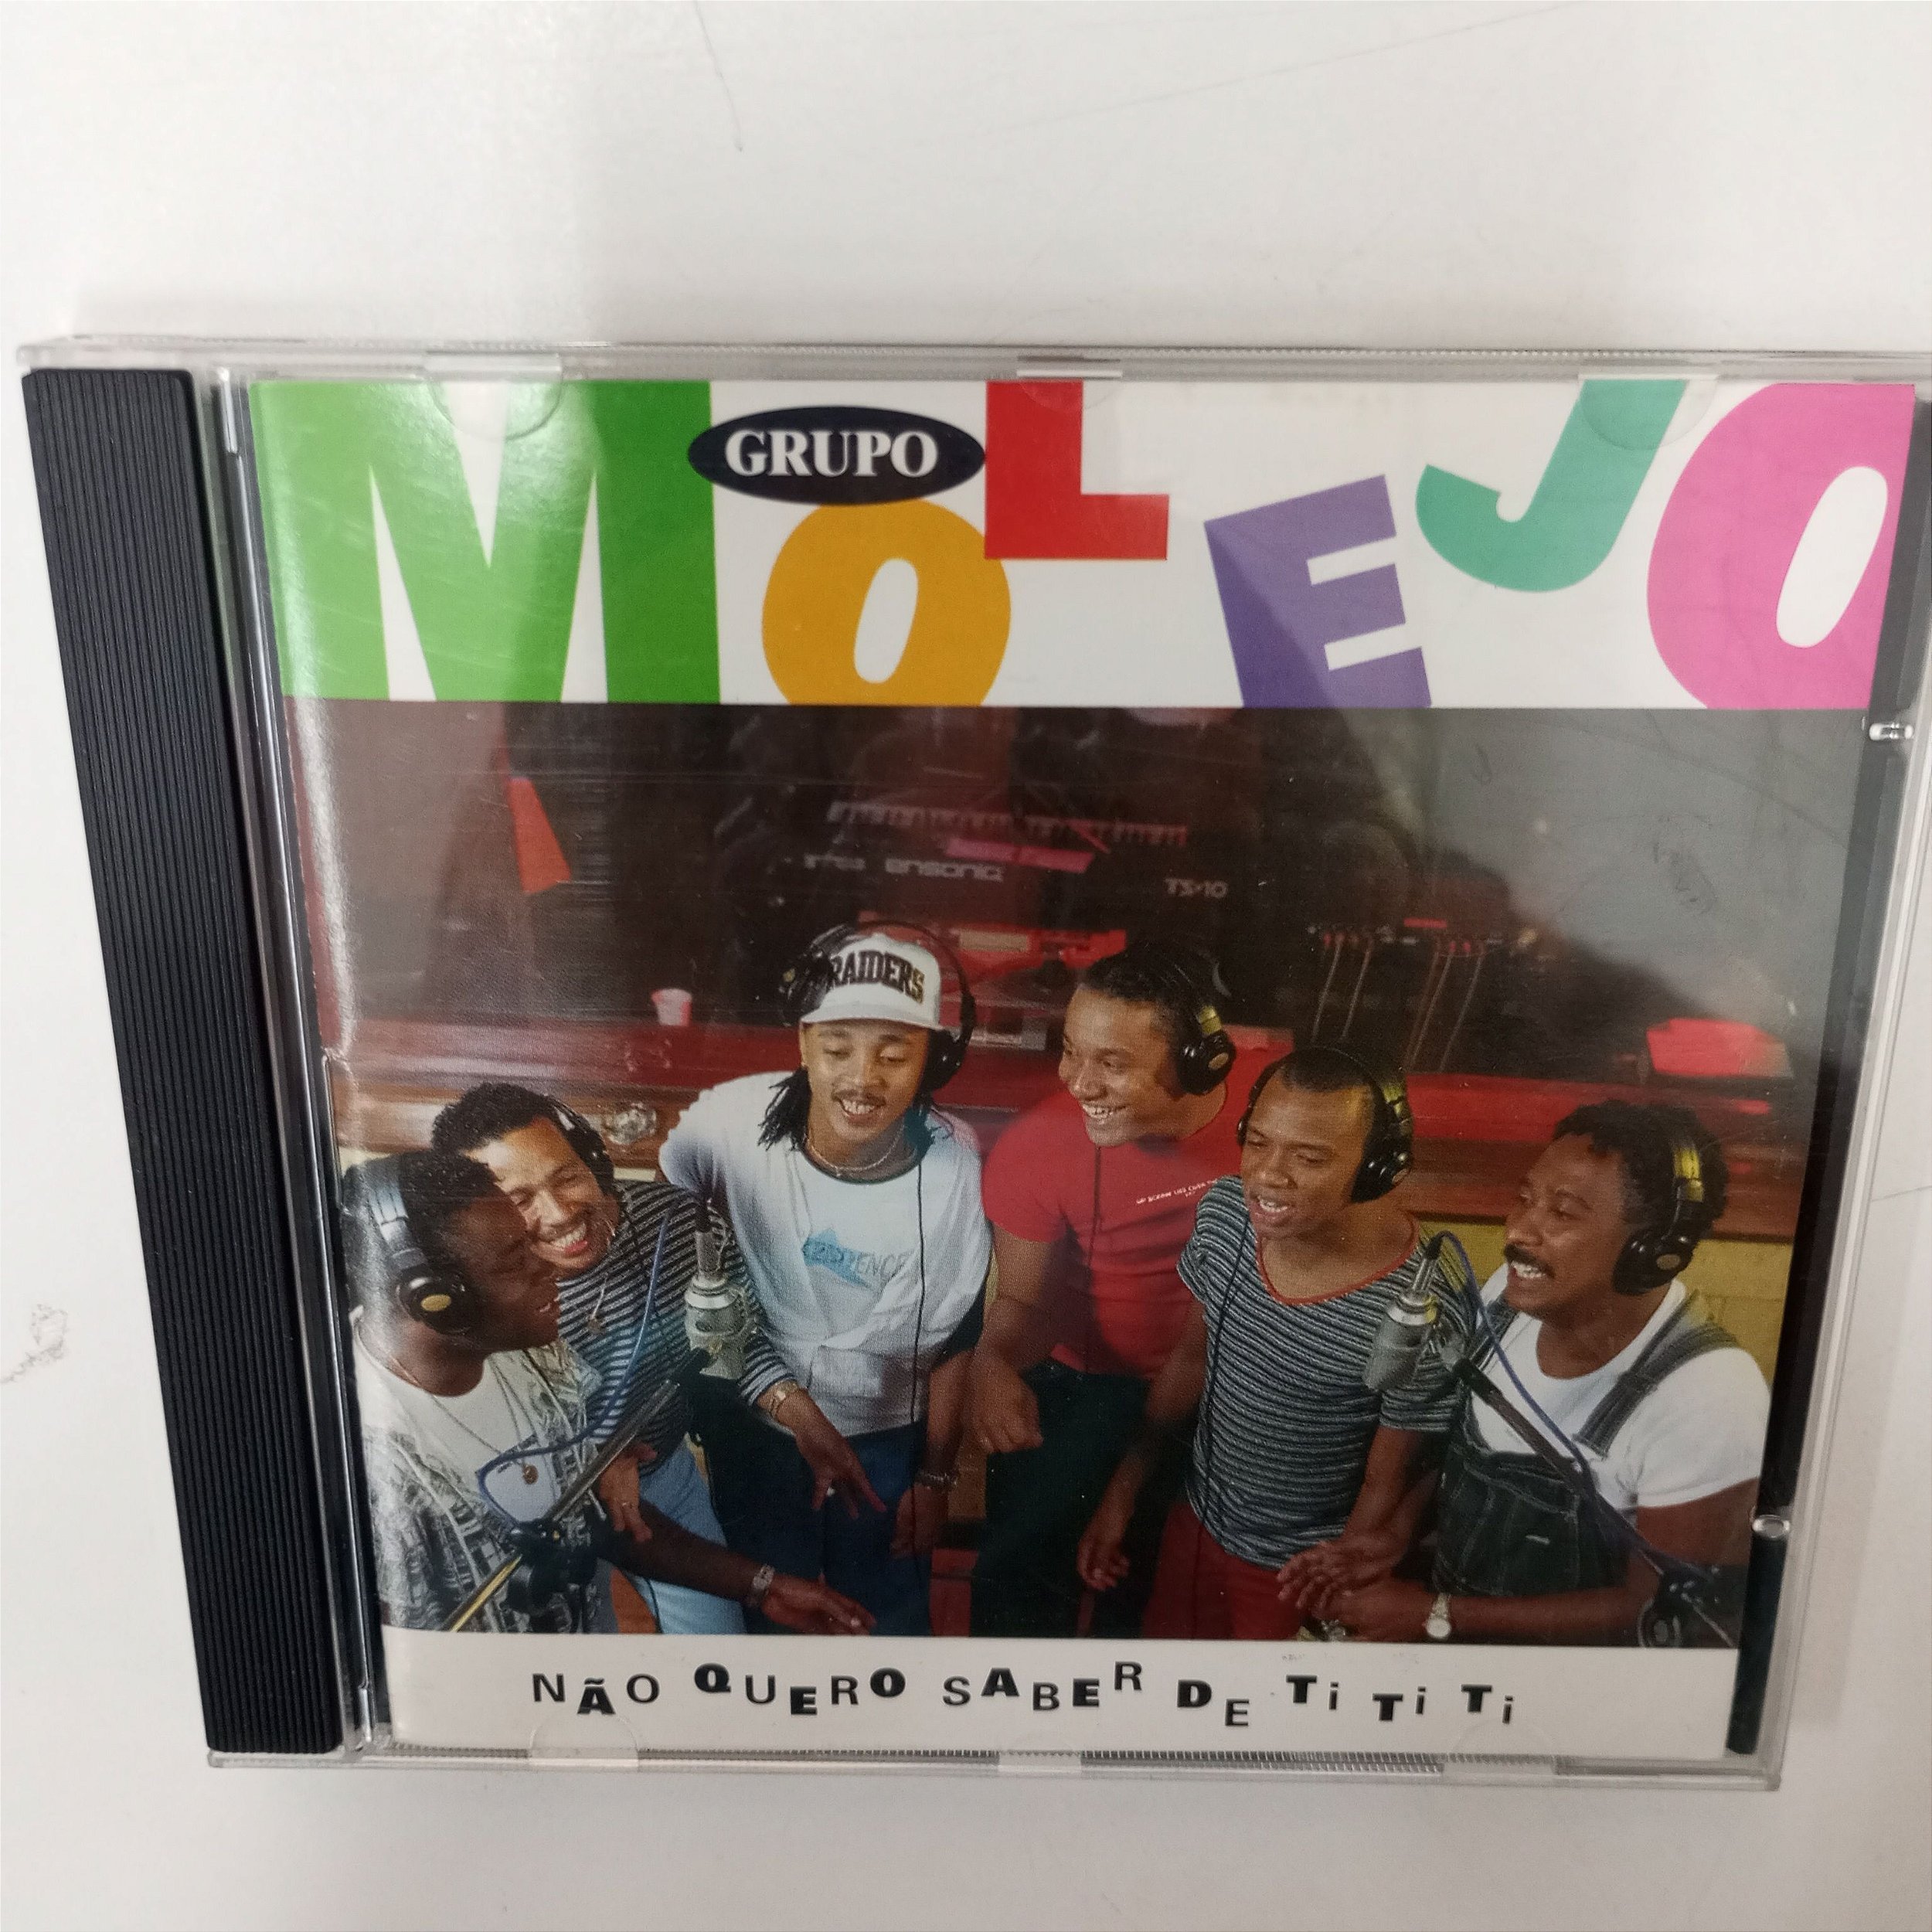 GRUPO
MOLEJO
ensoniq
TS-10
RAIDERS
NÃO QUERO SABER DE Ti Ti Ti